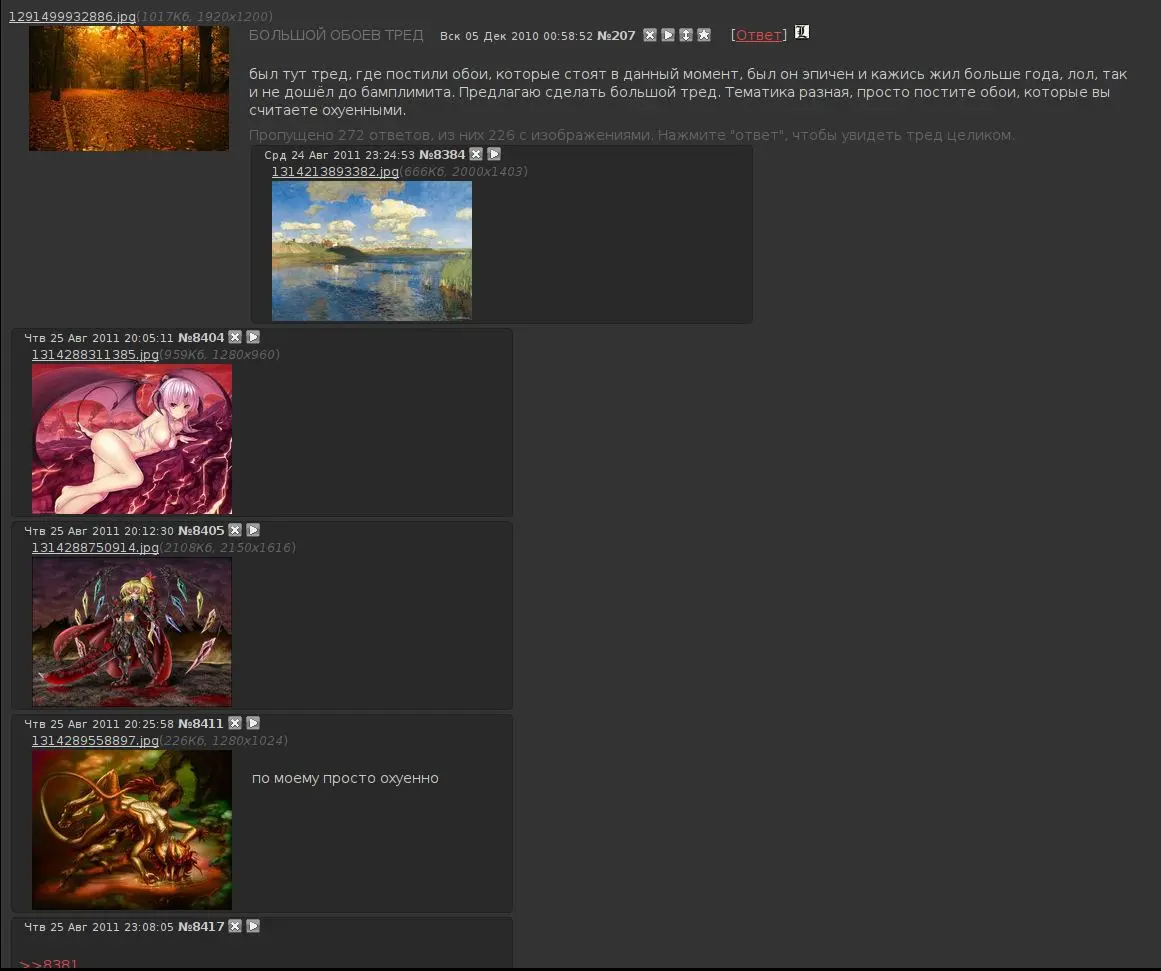 1291499932886.jpg(1017Кб, 1920x1200)
БОЛЬШОЙ ОБОЕВ ТРЕД Вск 05 Дек 2010 00:58:52 №207 [Ответ]
был тут тред, где постили обои, которые стоят в данный момент, был он эпичен и кажись жил больше года, лол, так
и не дошёл до бамплимита. Предлагаю сделать большой тред. Тематика разная, просто постите обои, которые вы
считаете охуенными.
Пропущено 272 ответов, из них 226 с изображениями. Нажмите "ответ", чтобы увидеть тред целиком.
Срд 24 Авг 2011 23:24:53 №8384
1314213893382.jpg(666Кб, 2000x1403)
Чтв 25 Авг 2011 20:05:11 №8404
1314288311385.jpg(959Кб, 1280x960)
Чтв 25 Авг 2011 20:12:30 №8405
1314288750914.jpg(2108Кб, 2150x1616)
Чтв 25 Авг 2011 20:25:58 №8411
1314289558897.jpg(226Кб, 1280x1024)
по моему просто охуенно
Чтв 25 Авг 2011 23:08:05 №8417
>>8381